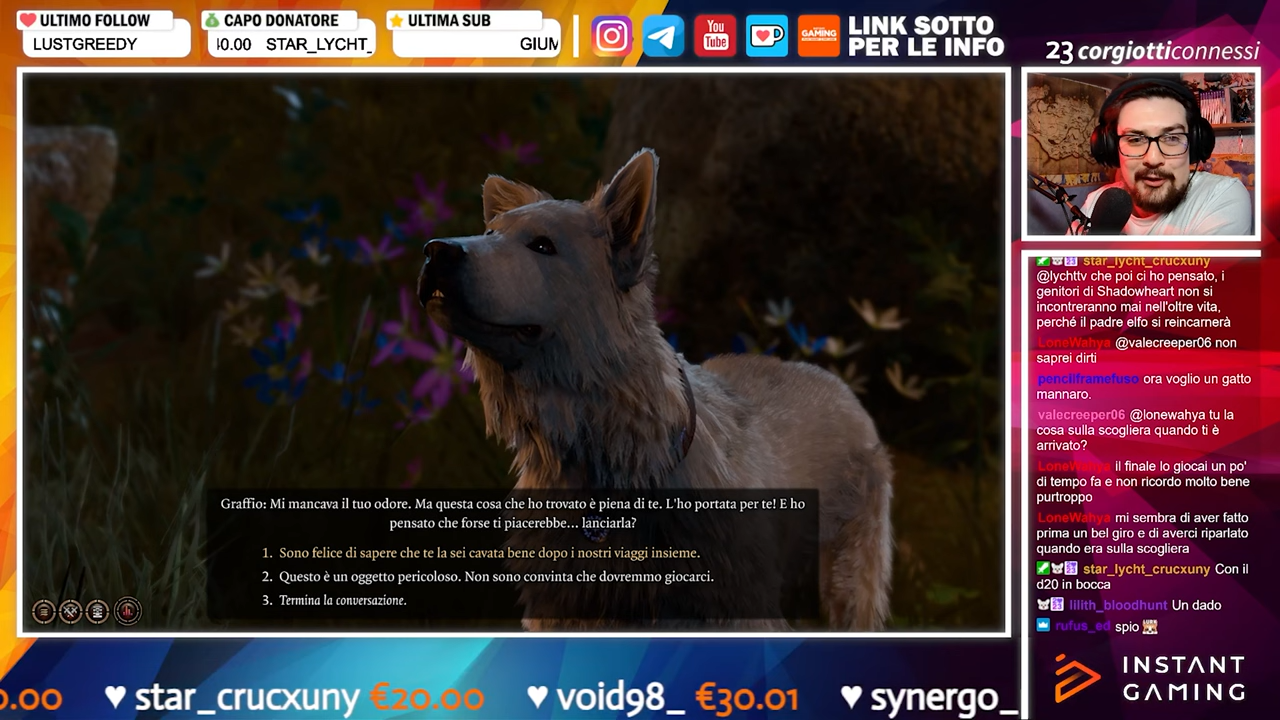 ULTIMO FOLLOW
LUSTGREEDY
CAPO DONATORE
40.00 STAR_LYCHT_
ULTIMA SUB
GIUM
You
Tube
INSTANT
GAMING
LINK SOTTO
PER LE INFO
23 corgiotticonnessi
star_lycht_crucxuny
@lychttv che poi ci ho pensato, i
genitori di Shadowheart non si
incontreranno mai nell'oltre vita,
perché il padre elfo si reincarnerà
LoneWahya @valecreeper06 non
saprei dirti
pencilframefuso ora voglio un gatto
mannaro.
valecreeper06 @lonewahya tu la
cosa sulla scogliera quando ti è
arrivato?
LoneWahya il finale lo giocai un po'
di tempo fa e non ricordo molto bene
purtroppo
LoneWahya mi sembra di aver fatto
prima un bel giro e di averci riparlato
quando era sulla scogliera
star_lycht_crucxuny Con il
d20 in bocca
lilith_bloodhunt Un dado
rufus_ed spio
Graffio: Mi mancava il tuo odore. Ma questa cosa che ho trovato è piena di te. L'ho portata per te! E ho
pensato che forse ti piacerebbe... lanciarla?
1. Sono felice di sapere che te la sei cavata bene dopo i nostri viaggi insieme.
2. Questo è un oggetto pericoloso. Non sono convinta che dovremmo giocarci.
3. Termina la conversazione.
0.00 ♥ star_crucxuny €20.00 ♥ void98_ €30.01 ♥ synergo_
INSTANT
GAMING